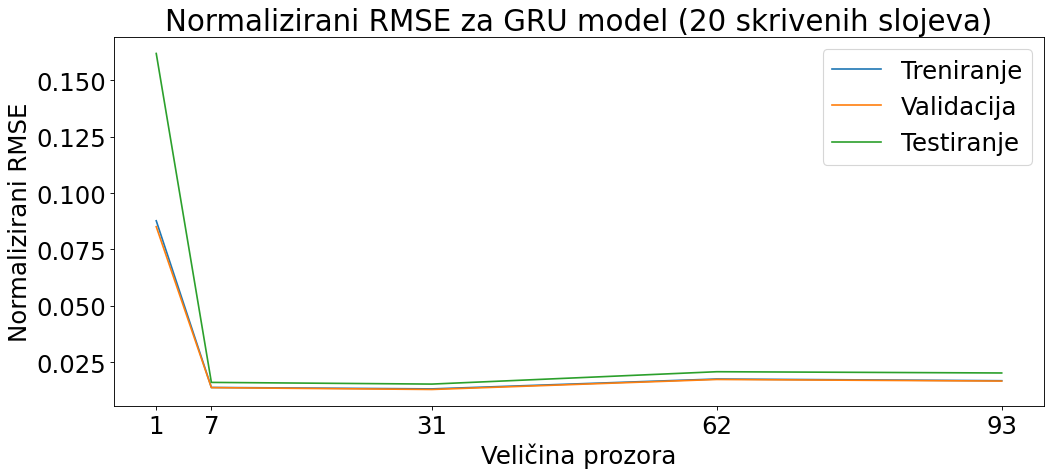 Normalizirani RMSE za GRU model (20 skrivenih slojeva)
Normalizirani RMSE
0.150
0.125
0.100
0.075
0.050
0.025
Treniranje
Validacija
Testiranje
1 7 31 62 93
Veličina prozora